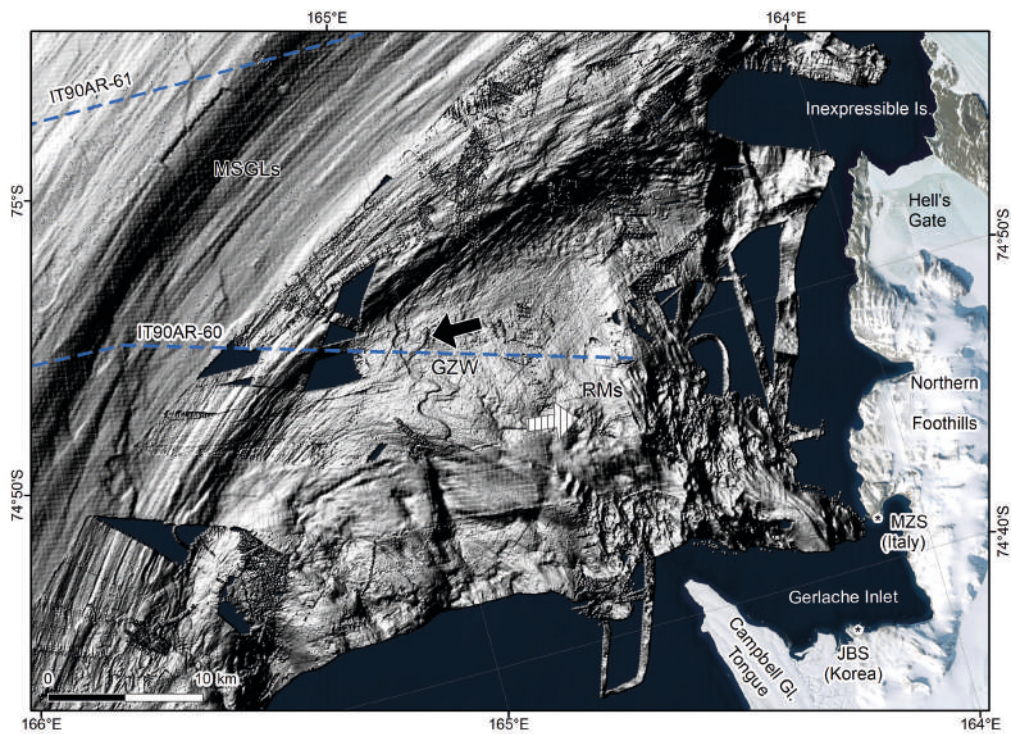 165°E
164°E
IT90AR-61
Inexpressible Is.
MSGLs
75°S
Hell's
Gate
74°50'S
IT90AR-60
GZW
RMs
Northern
Foothills
74°50'S
MZS
(Italy)
74°40'S
Gerlache Inlet
JBS
(Korea)
Campbell Gl.
Tongue
0
10 km
166°E
165°E
164°E